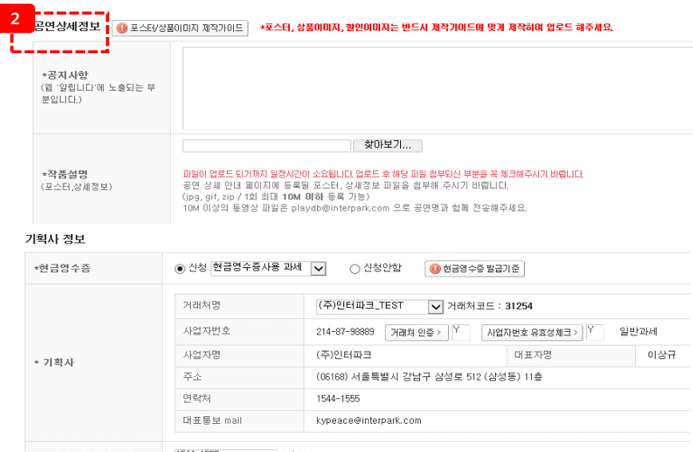 2
공연상세정보
포스터/상품이미지 제작가이드
*포스터, 상품이미지, 할인이미지는 반드시 제작가이드에 맞게 제작하여 업로드 해주세요.
*공지사항
(웹 '알립니다'에 노출되는 부
분입니다.)
찾아보기...
*작품설명
(포스터,상세정보)
파일이 업로드 되기까지 일정시간이 소요됩니다. 업로드 후 해당 파일 첨부되신 부분을 꼭 체크해주시기 바랍니다.
공연 상세 안내 페이지에 등록될 포스터, 상세정보 파일을 첨부해 주시기 바랍니다.
(jpg, gif, zip / 1회 최대 10M 이하 등록 가능)
10M 이상의 동영상 파일은 playdb@interpark.com 으로 공연명과 함께 전송해주세요.
기획사 정보
*현금영수증
신청 현금영수증사용 과세
신청안함
현금영수증 발급기준
* 기획사
거래처명
(주)인터파크_TEST
거래처코드 : 31254
사업자번호
214-87-98889
거래처 인증 >
Y
사업자번호 유효성체크 >
Y
일반과세
사업자명
(주)인터파크
대표자명
이상규
주소
(06168) 서울특별시 강남구 삼성로 512 (삼성동) 11층
연락처
1544-1555
대표통보 mail
kypeace@interpark.com